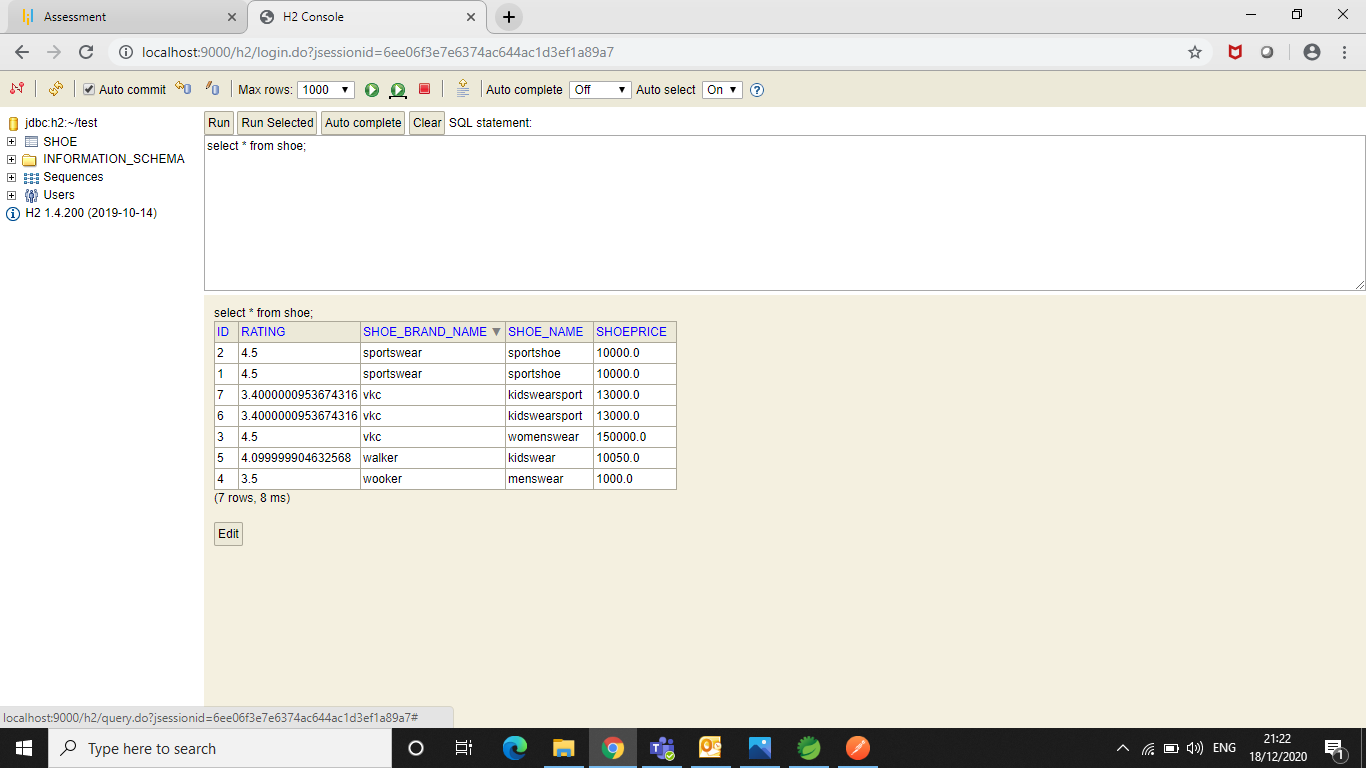 Assessment
H2 Console
localhost:9000/h2/login.do?jsessionid=6ee06f3e7e6374ac644ac1d3ef1a89a7
Auto commit Max rows: 1000 Auto complete Off Auto select On
jdbc:h2:~/test
SHOE
INFORMATION_SCHEMA
Sequences
Users
H2 1.4.200 (2019-10-14)
Run Run Selected Auto complete Clear SQL statement:
select * from shoe;
select * from shoe;
ID RATING SHOE_BRAND_NAME SHOE_NAME SHOEPRICE
2 4.5 sportswear sportshoe 10000.0
1 4.5 sportswear sportshoe 10000.0
7 3.4000000953674316 vkc kidswearsport 13000.0
6 3.4000000953674316 vkc kidswearsport 13000.0
3 4.5 vkc womenswear 150000.0
5 4.099999904632568 walker kidswear 10050.0
4 3.5 wooker menswear 1000.0
(7 rows, 8 ms)
Edit
localhost:9000/h2/query.do?jsessionid=6ee06f3e7e6374ac644ac1d3ef1a89a7#
Type here to search
ENG
21:22
18/12/2020
1